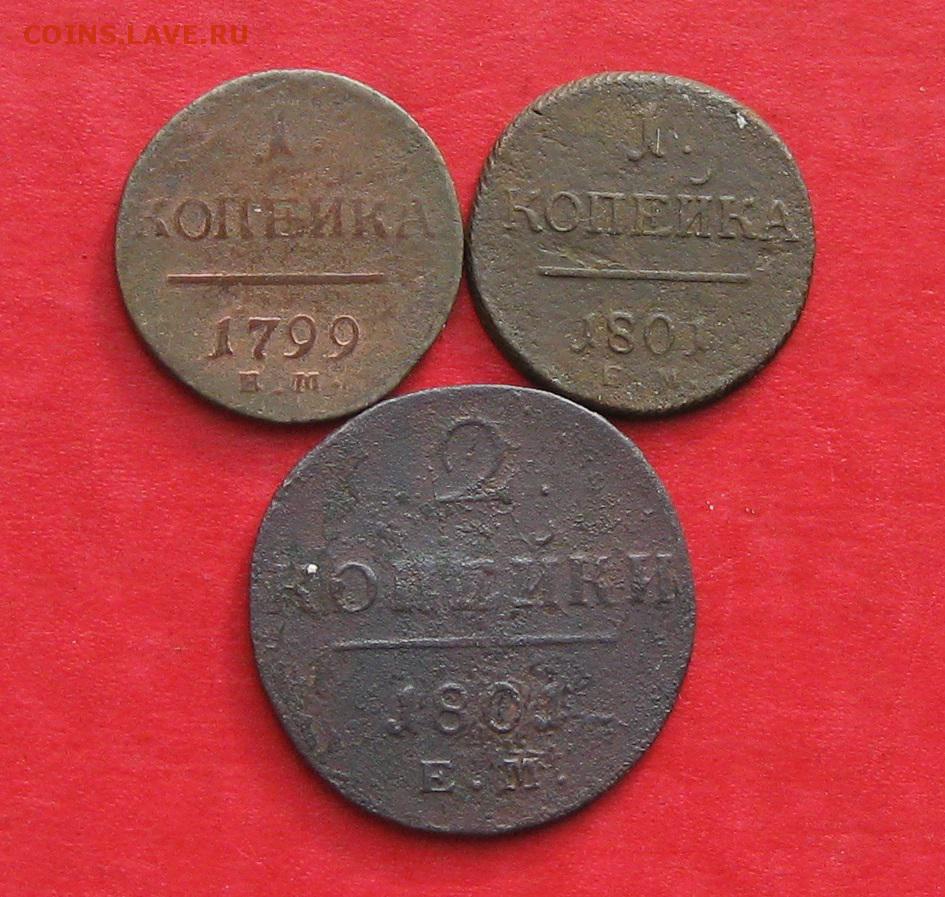 COINS.LAVE.RU
1.
КОПЕЙКА
1799
Е.М.
1.
КОПЕЙКА
1801
Е.М.
.2.
КОПЕЙКИ
1801
Е.М.